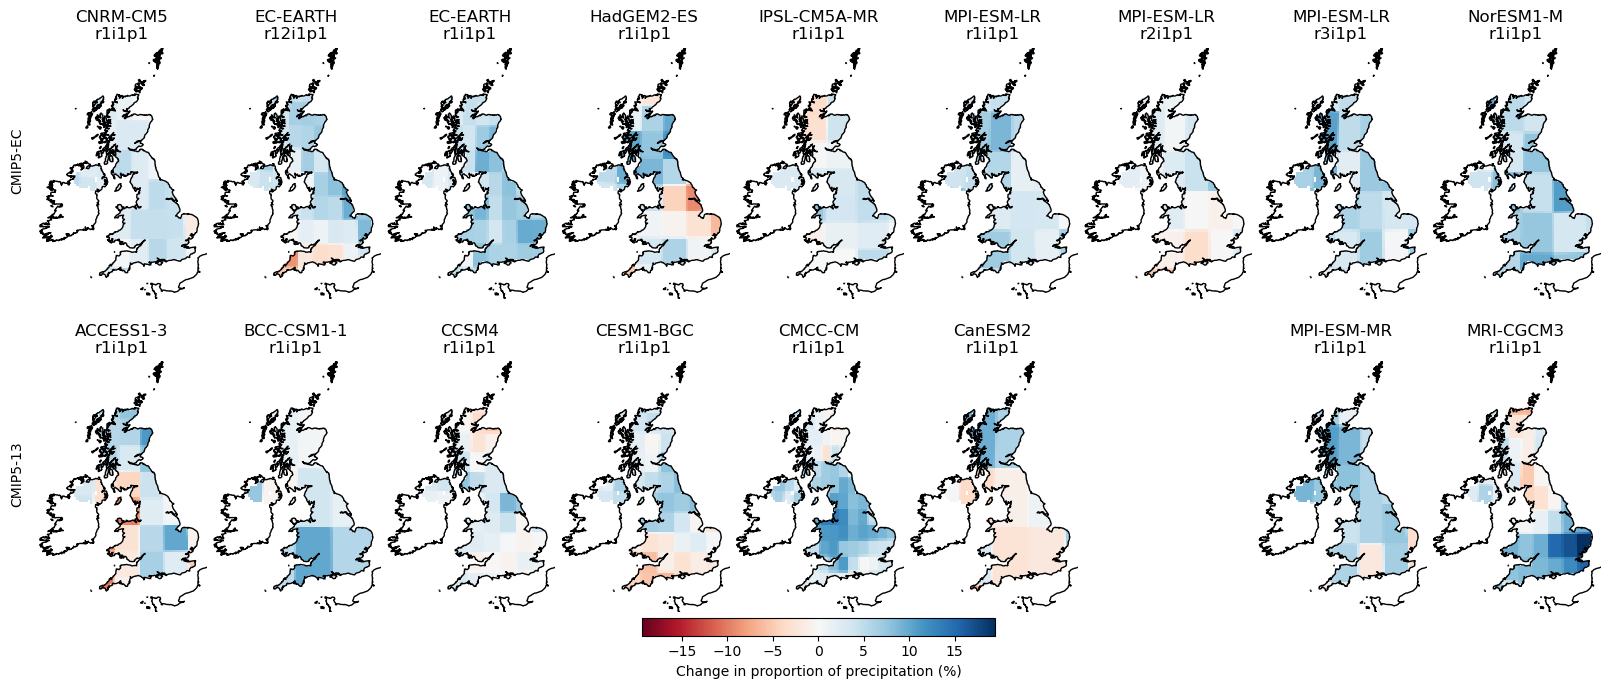 CNRM-CM5
r1i1p1
EC-EARTH
r12i1p1
EC-EARTH
r1i1p1
HadGEM2-ES
r1i1p1
IPSL-CM5A-MR
r1i1p1
MPI-ESM-LR
r1i1p1
MPI-ESM-LR
r2i1p1
MPI-ESM-LR
r3i1p1
NorESM1-M
r1i1p1
CMIP5-EC
ACCESS1-3
r1i1p1
BCC-CSM1-1
r1i1p1
CCSM4
r1i1p1
CESM1-BGC
r1i1p1
CMCC-CM
r1i1p1
CanESM2
r1i1p1
MPI-ESM-MR
r1i1p1
MRI-CGCM3
r1i1p1
CMIP5-13
−15 −10 −5 0 5 10 15
Change in proportion of precipitation (%)